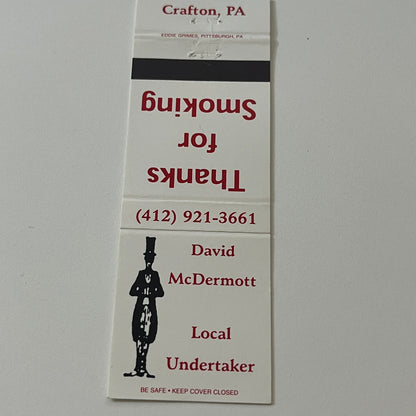 Crafton, PA
EDDIE GRIMES, PITTSBURGH, PA
Thanks
for
Smoking
(412) 921-3661
David
McDermott
Local
Undertaker
BE SAFE • KEEP COVER CLOSED